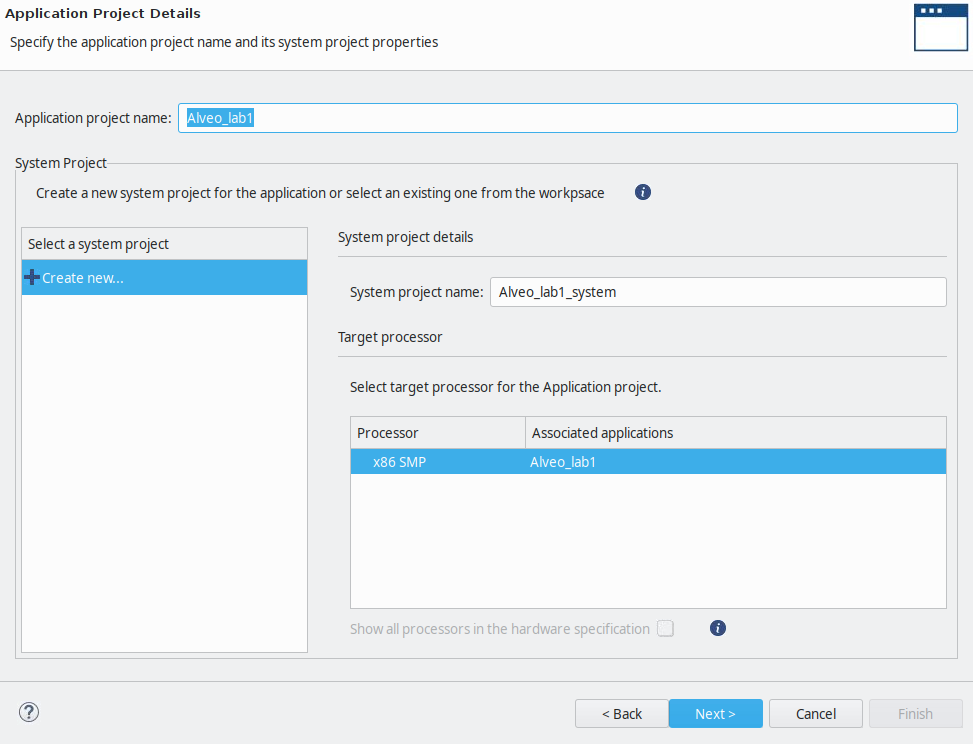 Application Project Details
Specify the application project name and its system project properties
Application project name: Alveo_lab1
System Project
Create a new system project for the application or select an existing one from the workpsace
Select a system project
Create new...
System project details
System project name: Alveo_lab1_system
Target processor
Select target processor for the Application project.
Processor Associated applications
x86 SMP Alveo_lab1
Show all processors in the hardware specification
< Back Next > Cancel Finish